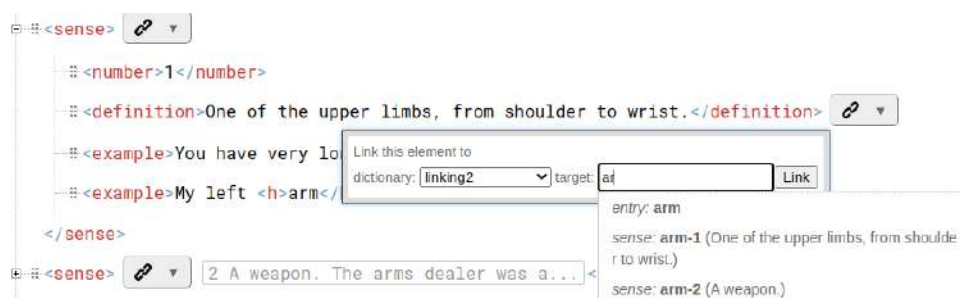 <sense>
<number>1</number>
<definition>One of the upper limbs, from shoulder to wrist.</definition>
<example>You have very lo
Link this element to
dictionary: linking2 target: ar Link
<example>My left <h>arm</
entry: arm
sense: arm-1 (One of the upper limbs, from shoulde
r to wrist.)
</sense>
<sense> 2 A weapon. The arms dealer was a... <
sense: arm-2 (A weapon.)